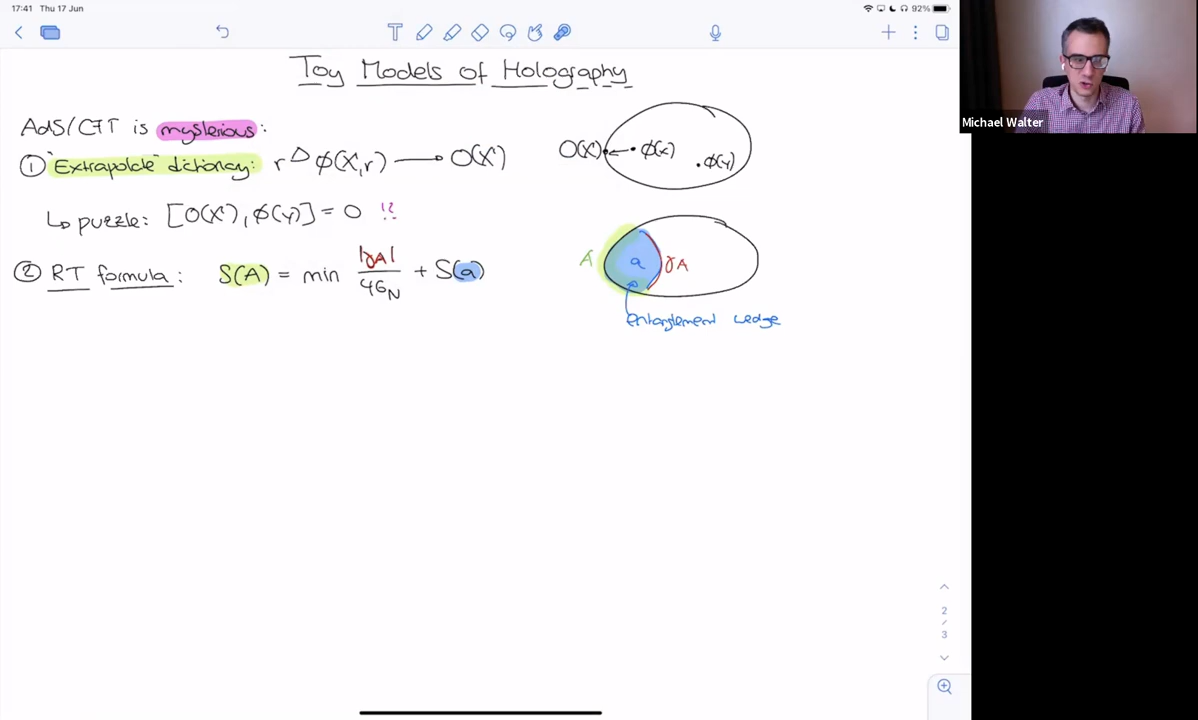 17:41 Thu 17 Jun
92%
Toy Models of Holography
AdS/CFT is mysterious:
① "Extrapolate" dictionary: r^Δ φ(X,r) → O(X)
O(X) ← φ(x) φ(y)
↳ puzzle: [O(X), φ(y)] = 0 !?
② RT formula: S(A) = min |γA| / 4G_N + S(a)
A a γA
entanglement wedge
2
/
3
Michael Walter